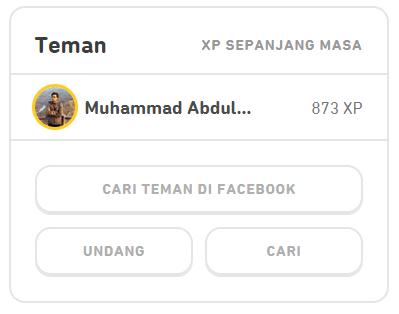 Teman XP SEPANJANG MASA
Muhammad Abdul... 873 XP
CARI TEMAN DI FACEBOOK
UNDANG CARI